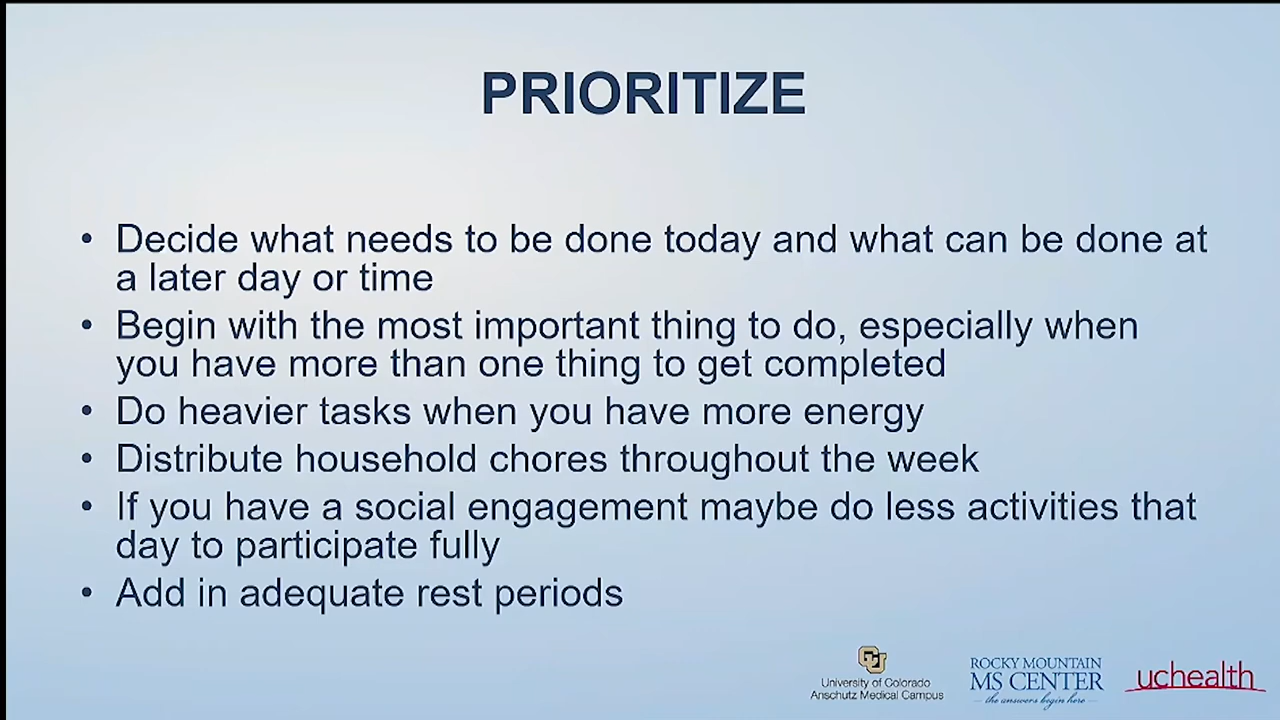 PRIORITIZE
• Decide what needs to be done today and what can be done at
a later day or time
• Begin with the most important thing to do, especially when
you have more than one thing to get completed
• Do heavier tasks when you have more energy
• Distribute household chores throughout the week
• If you have a social engagement maybe do less activities that
day to participate fully
• Add in adequate rest periods
CU
University of Colorado
Anschutz Medical Campus
ROCKY MOUNTAIN
MS CENTER
the answers begin here
uchealth